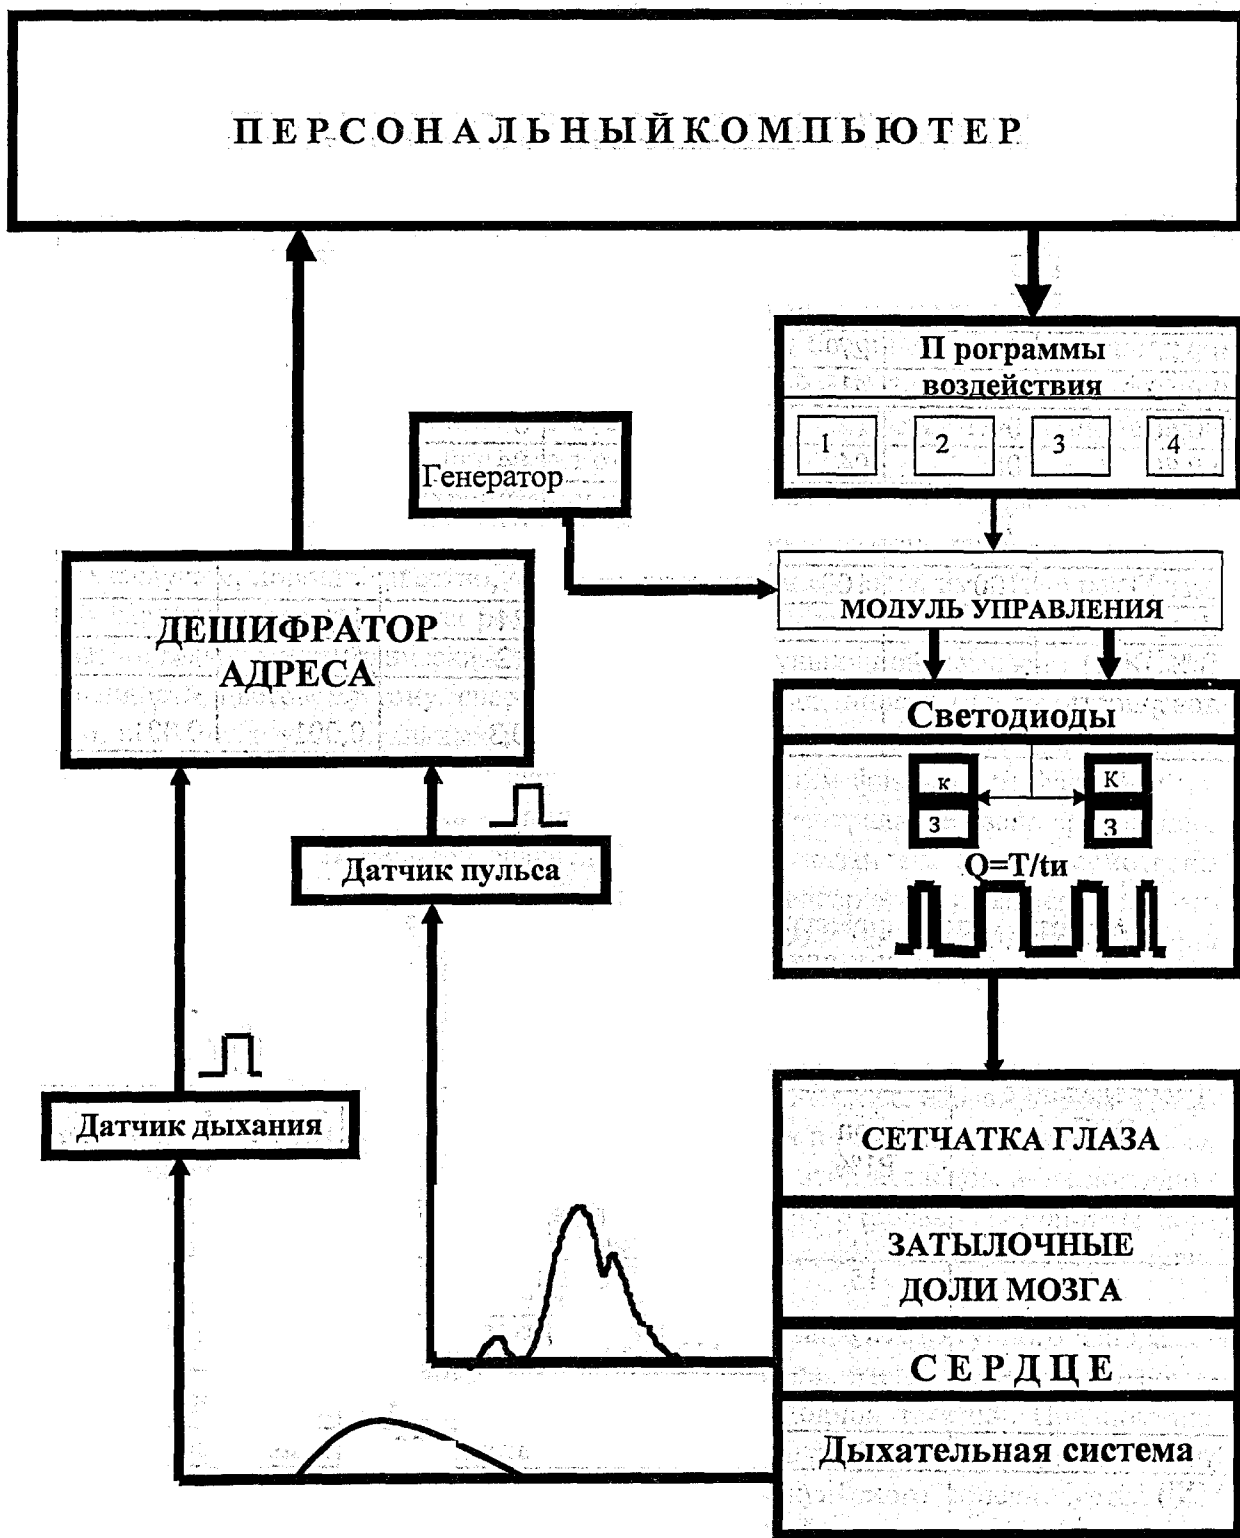 ПЕРСОНАЛЬНЫЙКОМПЬЮТЕР
П рограммы
воздействия
1 2 3 4
Генератор
МОДУЛЬ УПРАВЛЕНИЯ
ДЕШИФРАТОР
АДРЕСА
Светодиоды
к К
З З
Q=T/tи
Датчик пульса
Датчик дыхания
СЕТЧАТКА ГЛАЗА
ЗАТЫЛОЧНЫЕ
ДОЛИ МОЗГА
СЕРДЦЕ
Дыхательная система